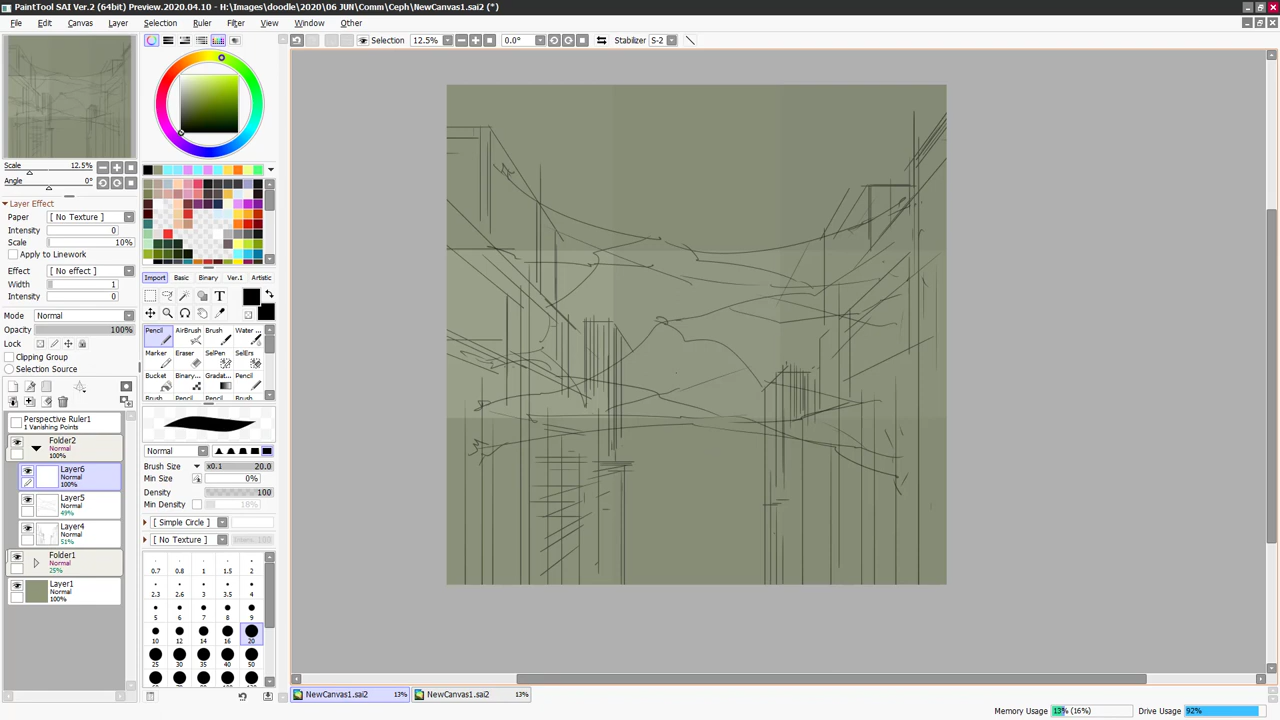 PaintTool SAI Ver.2 (64bit) Preview.2020.04.10 - H:\Images\doodle\2020\06 JUN\Comm\Ceph\NewCanvas1.sai2 (*)
File Edit Canvas Layer Selection Ruler Filter View Window Other
Selection 12.5% 0.0° Stabilizer S-2
Scale 12.5%
Angle 0°
Layer Effect
Paper [ No Texture ]
Intensity 0
Scale 10%
Apply to Linework
Effect [ No effect ]
Width 1
Intensity 0
Mode Normal
Opacity 100%
Lock
Clipping Group
Selection Source
Perspective Ruler1
1 Vanishing Points
Folder2
Normal
100%
Layer6
Normal
100%
Layer5
Normal
49%
Layer4
Normal
51%
Folder1
Normal
25%
Layer1
Normal
100%
Import Basic Binary Ver.1 Artistic
T
Pencil AirBrush Brush Water ...
Marker Eraser SelPen SelErs
Bucket Binary... Gradat... Pencil
Brush Pencil Brush Brush
Normal
Brush Size x0.1 20.0
Min Size 0%
Density 100
Min Density 18%
[ Simple Circle ]
[ No Texture ]
0.7 0.8 1 1.5 2
2.3 2.6 3 3.5 4
5 6 7 8 9
10 12 14 16 20
25 30 35 40 50
NewCanvas1.sai2 13% NewCanvas1.sai2 13%
Memory Usage 13% (16%) Drive Usage 92%